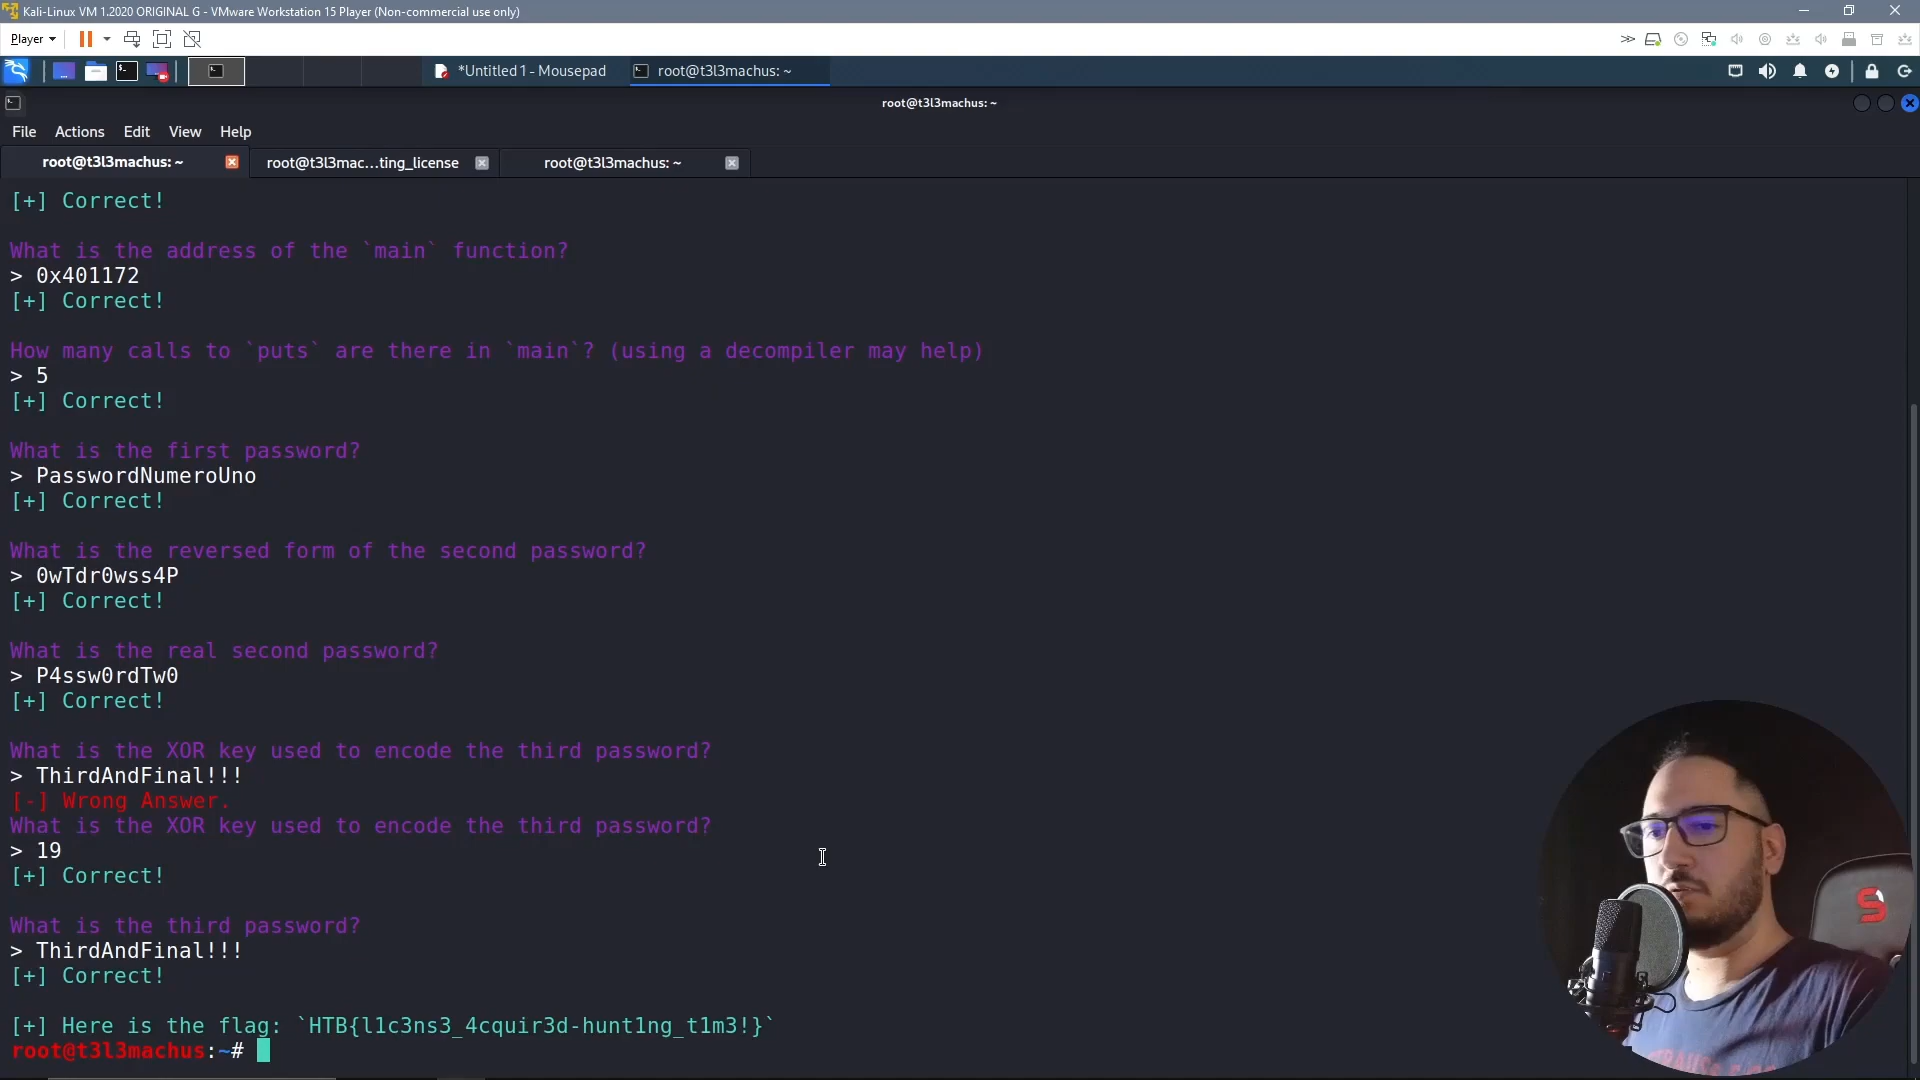 Kali-Linux VM 1.2020 ORIGINAL G - VMware Workstation 15 Player (Non-commercial use only)
Player
*Untitled 1 - Mousepad
root@t3l3machus: ~
root@t3l3machus: ~
File Actions Edit View Help
root@t3l3machus: ~
root@t3l3mac...ting_license
root@t3l3machus: ~
[+] Correct!
What is the address of the `main` function?
> 0x401172
[+] Correct!
How many calls to `puts` are there in `main`? (using a decompiler may help)
> 5
[+] Correct!
What is the first password?
> PasswordNumeroUno
[+] Correct!
What is the reversed form of the second password?
> 0wTdr0wss4P
[+] Correct!
What is the real second password?
> P4ssw0rdTw0
[+] Correct!
What is the XOR key used to encode the third password?
> ThirdAndFinal!!!
[-] Wrong Answer.
What is the XOR key used to encode the third password?
> 19
[+] Correct!
What is the third password?
> ThirdAndFinal!!!
[+] Correct!
[+] Here is the flag: `HTB{l1c3ns3_4cquir3d-hunt1ng_t1m3!}`
root@t3l3machus:~#